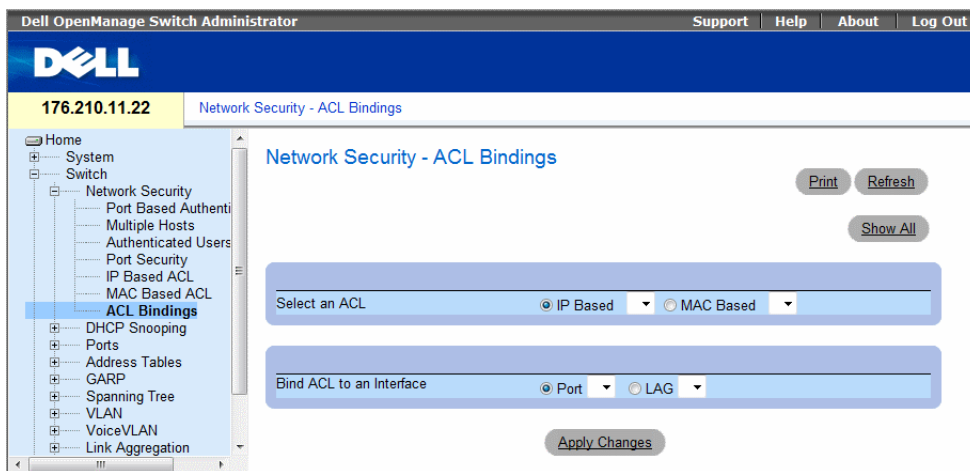 Dell OpenManage Switch Administrator
Support
Help
About
Log Out
DELL
176.210.11.22
Network Security - ACL Bindings
Home
System
Switch
Network Security
Port Based Authenti
Multiple Hosts
Authenticated Users
Port Security
IP Based ACL
MAC Based ACL
ACL Bindings
DHCP Snooping
Ports
Address Tables
GARP
Spanning Tree
VLAN
VoiceVLAN
Link Aggregation
Network Security - ACL Bindings
Print
Refresh
Show All
Select an ACL
IP Based
MAC Based
Bind ACL to an Interface
Port
LAG
Apply Changes